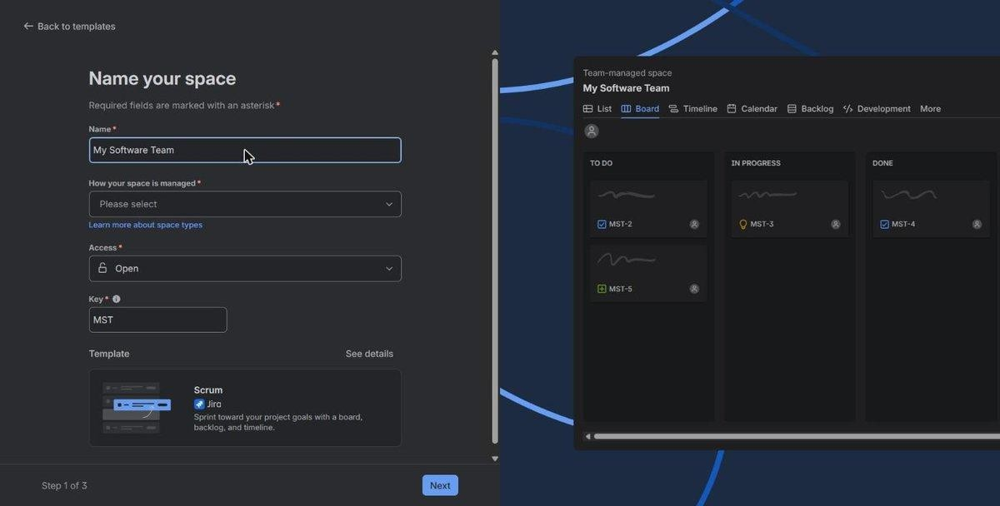 Back to templates
Name your space
Required fields are marked with an asterisk *
Name *
My Software Team
How your space is managed *
Please select
Learn more about space types
Access *
Open
Key *
MST
Template
See details
Scrum
Jira
Sprint toward your project goals with a board,
backlog, and timeline.
Step 1 of 3
Next
Team-managed space
My Software Team
List Board Timeline Calendar Backlog Development More
TO DO
IN PROGRESS
DONE
MST-2
MST-3
MST-4
MST-5